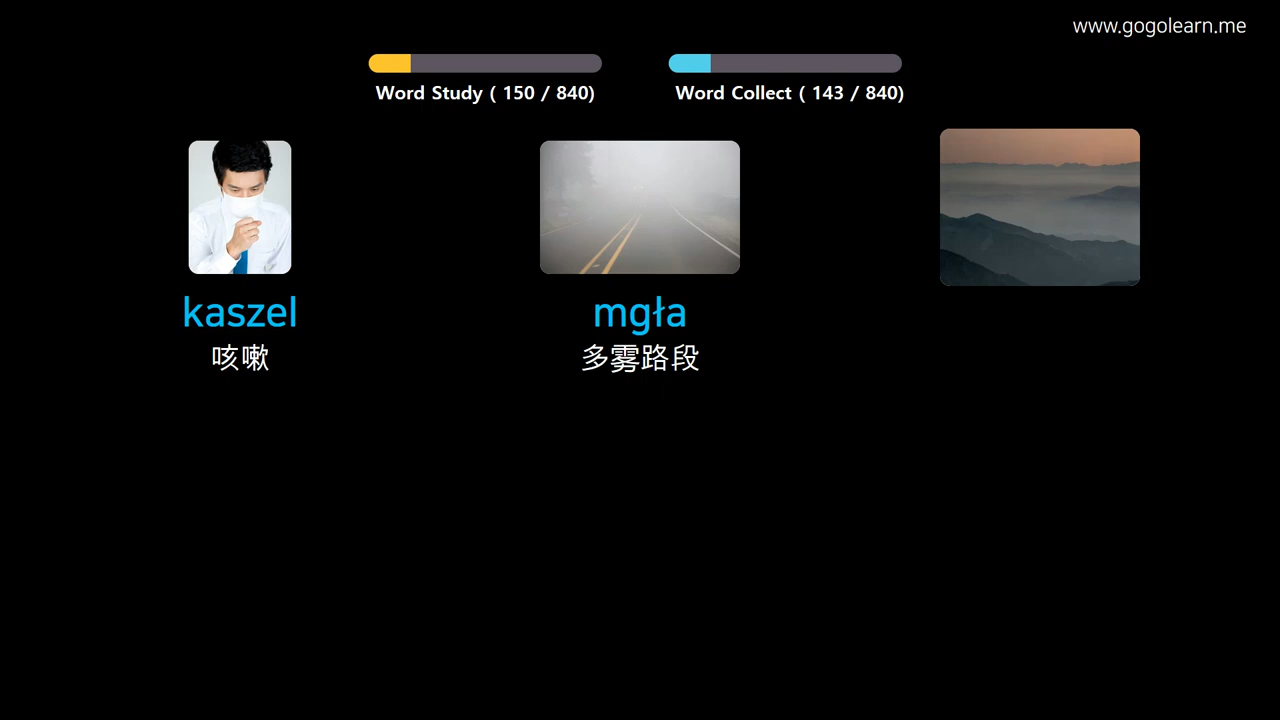 www.gogolearn.me
Word Study ( 150 / 840)
Word Collect ( 143 / 840)
kaszel
咳嗽
mgła
多雾路段